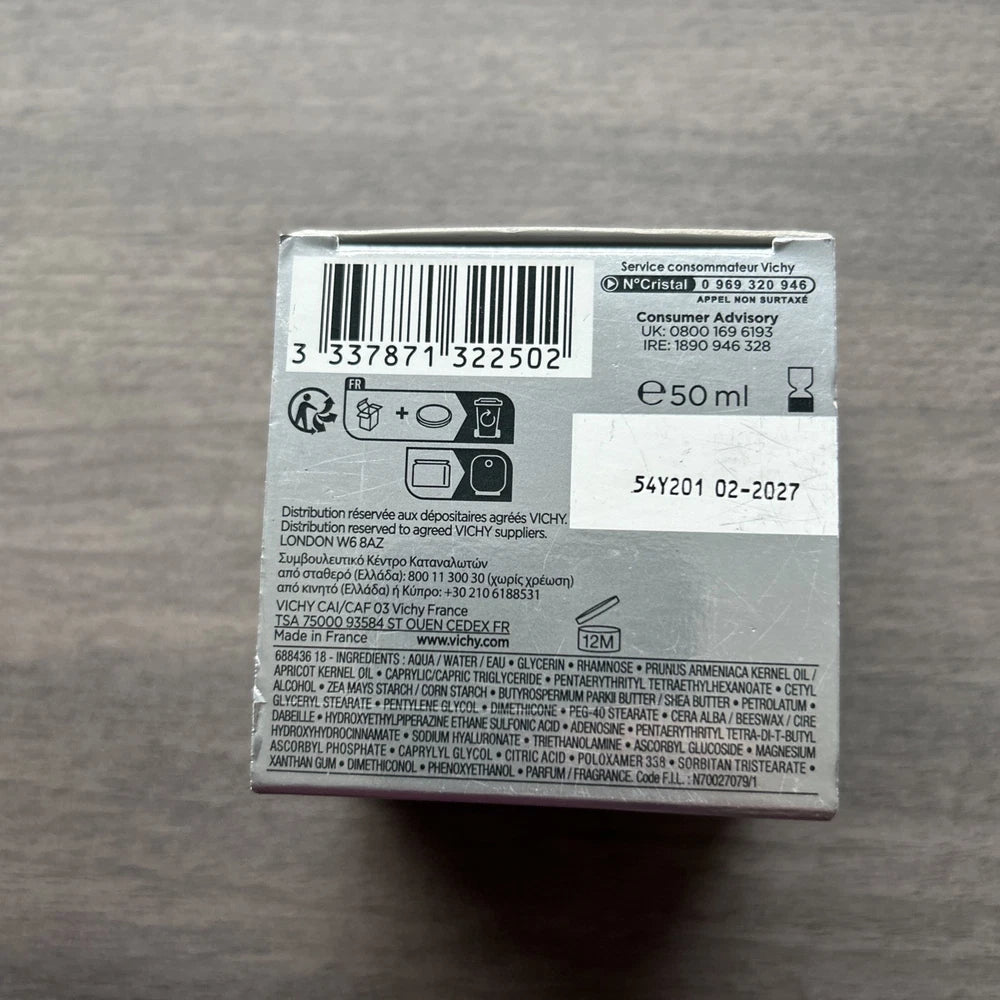 3 337871 322502
Service consommateur Vichy
N°Cristal 0 969 320 946
APPEL NON SURTAXÉ
Consumer Advisory
UK: 0800 169 6193
IRE: 1890 946 328
e50 ml
FR
+
54Y201 02-2027
Distribution réservée aux dépositaires agréés VICHY.
Distribution reserved to agreed VICHY suppliers.
LONDON W6 8AZ
Συμβουλευτικό Κέντρο Καταναλωτών
από σταθερό (Ελλάδα): 800 11 300 30 (χωρίς χρέωση)
από κινητό (Ελλάδα) ή Κύπρο: +30 210 6188531
VICHY CAI/CAF 03 Vichy France
TSA 75000 93584 ST OUEN CEDEX FR
Made in France www.vichy.com
12M
688436 18 - INGREDIENTS : AQUA / WATER / EAU • GLYCERIN • RHAMNOSE • PRUNUS ARMENIACA KERNEL OIL /
APRICOT KERNEL OIL • CAPRYLIC/CAPRIC TRIGLYCERIDE • PENTAERYTHRITYL TETRAETHYLHEXANOATE • CETYL
ALCOHOL • ZEA MAYS STARCH / CORN STARCH • BUTYROSPERMUM PARKII BUTTER / SHEA BUTTER • PETROLATUM •
GLYCERYL STEARATE • PENTYLENE GLYCOL • DIMETHICONE • PEG-40 STEARATE • CERA ALBA / BEESWAX / CIRE
DABEILLE • HYDROXYETHYLPIPERAZINE ETHANE SULFONIC ACID • ADENOSINE • PENTAERYTHRITYL TETRA-DI-T-BUTYL
HYDROXYHYDROCINNAMATE • SODIUM HYALURONATE • TRIETHANOLAMINE • ASCORBYL GLUCOSIDE • MAGNESIUM
ASCORBYL PHOSPHATE • CAPRYLYL GLYCOL • CITRIC ACID • POLOXAMER 338 • SORBITAN TRISTEARATE •
XANTHAN GUM • DIMETHICONOL • PHENOXYETHANOL • PARFUM / FRAGRANCE. Code F.I.L. : N70027079/1